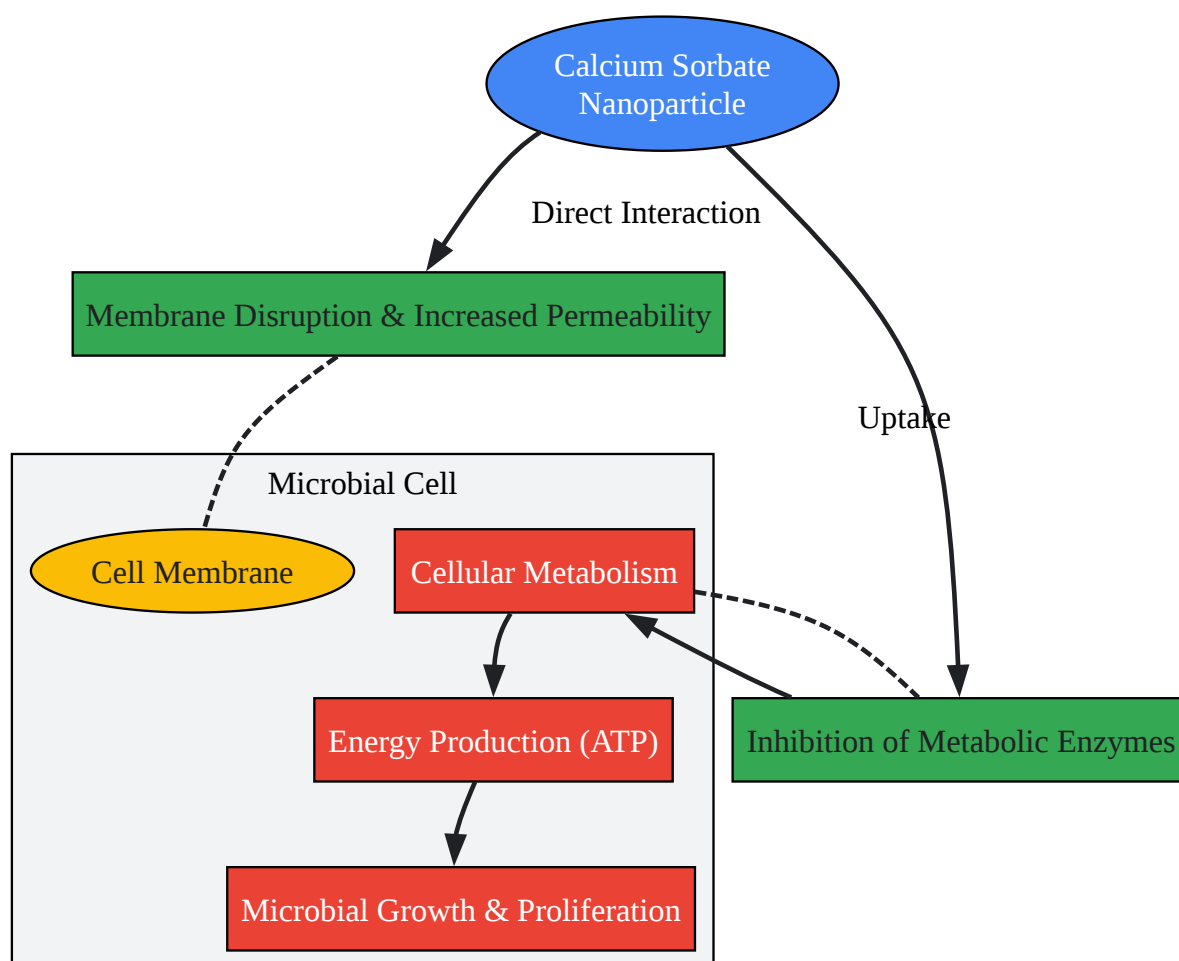 Calcium Sorbate
Nanoparticle
Direct Interaction
Membrane Disruption & Increased Permeability
Uptake
Microbial Cell
Cell Membrane
Cellular Metabolism
Energy Production (ATP)
Inhibition of Metabolic Enzymes
Microbial Growth & Proliferation